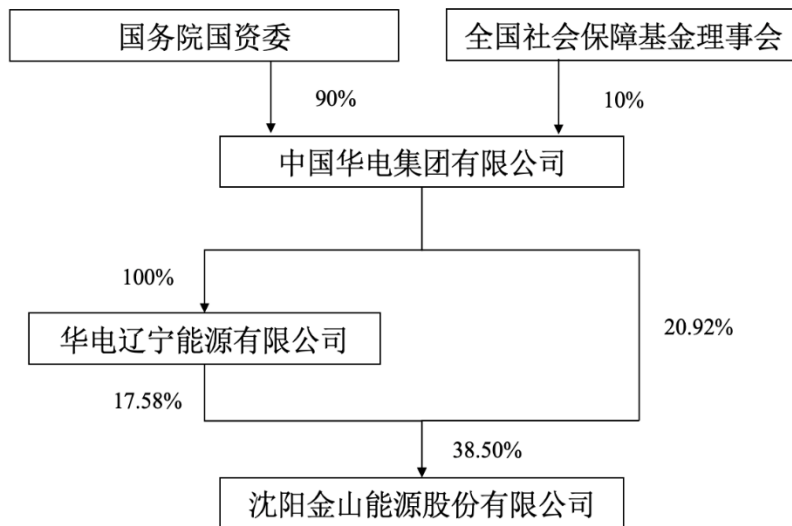 国务院国资委
全国社会保障基金理事会
90%
10%
中国华电集团有限公司
100%
华电辽宁能源有限公司
20.92%
17.58%
38.50%
沈阳金山能源股份有限公司